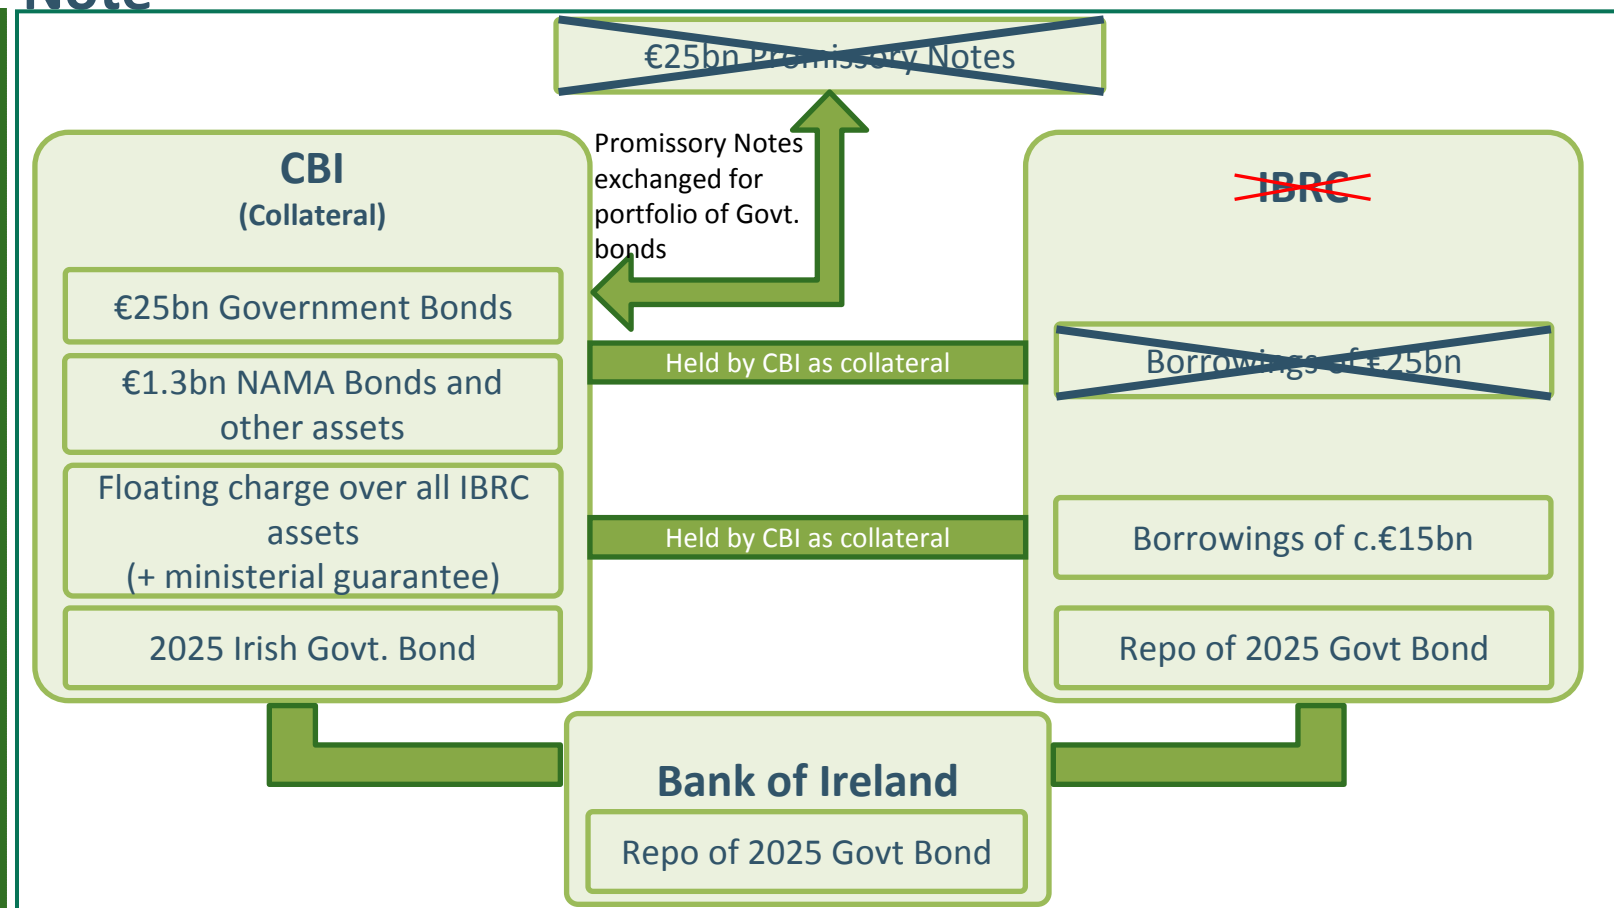 Note
€25bn Promissory Notes
CBI
(Collateral)
Promissory Notes
exchanged for
portfolio of Govt.
bonds
IBRC
€25bn Government Bonds
Held by CBI as collateral
Borrowings of €25bn
€1.3bn NAMA Bonds and
other assets
Floating charge over all IBRC
assets
(+ ministerial guarantee)
Held by CBI as collateral
Borrowings of c.€15bn
2025 Irish Govt. Bond
Repo of 2025 Govt Bond
Bank of Ireland
Repo of 2025 Govt Bond